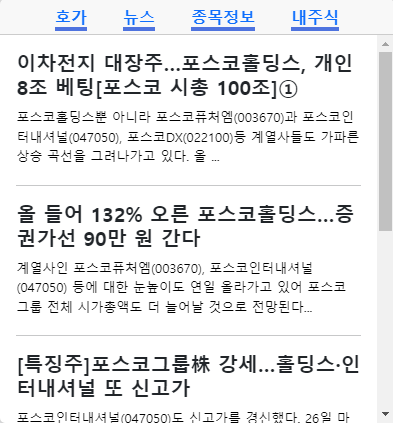 호가 뉴스 종목정보 내주식
이차전지 대장주…포스코홀딩스, 개인
8조 베팅[포스코 시총 100조]①
포스코홀딩스뿐 아니라 포스코퓨처엠(003670)과 포스코인
터내셔널(047050), 포스코DX(022100)등 계열사들도 가파른
상승 곡선을 그려나가고 있다. 올 ...
올 들어 132% 오른 포스코홀딩스…증
권가선 90만 원 간다
계열사인 포스코퓨처엠(003670), 포스코인터내셔널
(047050) 등에 대한 눈높이도 연일 올라가고 있어 포스코
그룹 전체 시가총액도 더 늘어날 것으로 전망된다...
[특징주]포스코그룹株 강세…홀딩스·인
터내셔널 또 신고가
포스코인터내셔널(047050)도 신고가를 경신했다. 26일 마